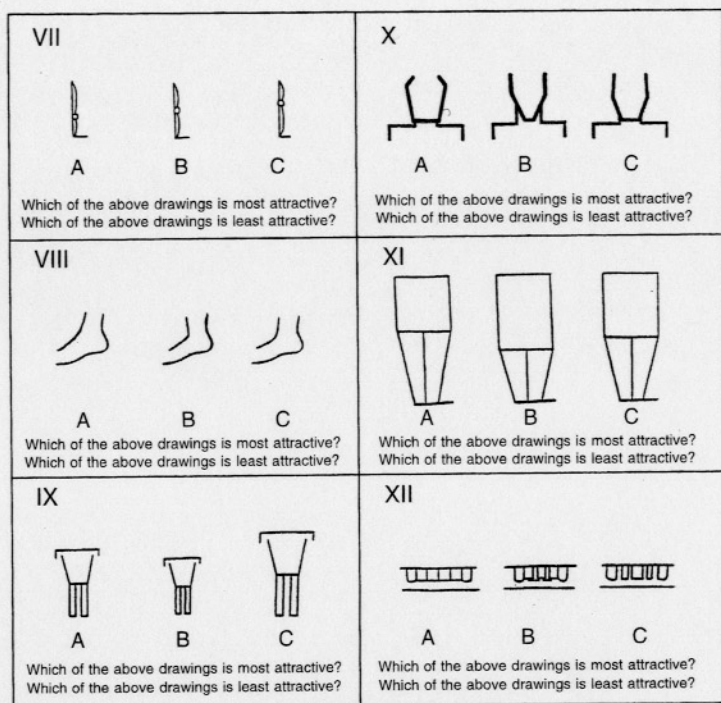 VII
A B C
Which of the above drawings is most attractive?
Which of the above drawings is least attractive?
X
A B C
Which of the above drawings is most attractive?
Which of the above drawings is least attractive?
VIII
A B C
Which of the above drawings is most attractive?
Which of the above drawings is least attractive?
XI
A B C
Which of the above drawings is most attractive?
Which of the above drawings is least attractive?
IX
A B C
Which of the above drawings is most attractive?
Which of the above drawings is least attractive?
XII
A B C
Which of the above drawings is most attractive?
Which of the above drawings is least attractive?